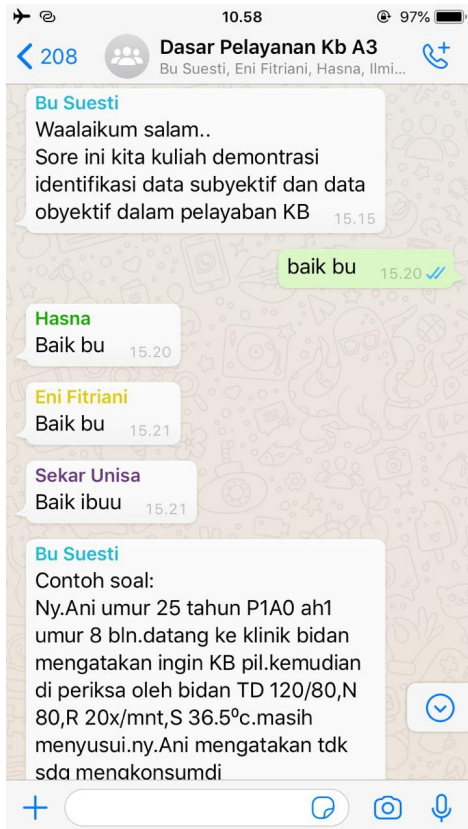 10.58
97%
208
Dasar Pelayanan Kb A3
Bu Suesti, Eni Fitriani, Hasna, Ilmi...
Bu Suesti
Waalaikum salam..
Sore ini kita kuliah demontrasi
identifikasi data subyektif dan data
obyektif dalam pelayaban KB
15.15
baik bu
15.20
Hasna
Baik bu
15.20
Eni Fitriani
Baik bu
15.21
Sekar Unisa
Baik ibuu
15.21
Bu Suesti
Contoh soal:
Ny.Ani umur 25 tahun P1A0 ah1
umur 8 bln.datang ke klinik bidan
mengatakan ingin KB pil.kemudian
di periksa oleh bidan TD 120/80,N
80,R 20x/mnt,S 36.5⁰c.masih
menyusui.ny.Ani mengatakan tdk
sdg mengkonsumdi